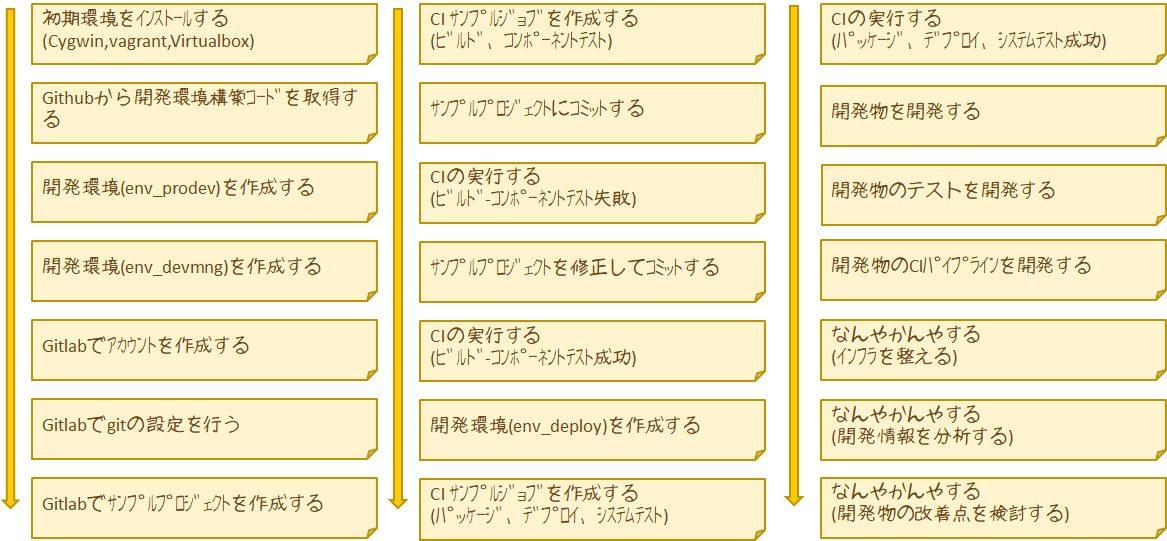 初期環境をｲﾝｽﾄｰﾙする
(Cygwin,vagrant,Virtualbox)
Githubから開発環境構築ｺｰﾄﾞを取得す
る
開発環境(env_prodev)を作成する
開発環境(env_devmng)を作成する
Gitlabでｱｶｳﾝﾄを作成する
Gitlabでgitの設定を行う
Gitlabでｻﾝﾌﾟﾙﾌﾟﾛｼﾞｪｸﾄを作成する
CI ｻﾝﾌﾟﾙｼﾞｮﾌﾞを作成する
(ﾋﾞﾙﾄﾞ、ｺﾝﾎﾟｰﾈﾝﾄﾃｽﾄ)
ｻﾝﾌﾟﾙﾌﾟﾛｼﾞｪｸﾄにｺﾐｯﾄする
CIの実行する
(ﾋﾞﾙﾄﾞ-ｺﾝﾎﾟｰﾈﾝﾄﾃｽﾄ失敗)
ｻﾝﾌﾟﾙﾌﾟﾛｼﾞｪｸﾄを修正してｺﾐｯﾄする
CIの実行する
(ﾋﾞﾙﾄﾞ-ｺﾝﾎﾟｰﾈﾝﾄﾃｽﾄ成功)
開発環境(env_deploy)を作成する
CI ｻﾝﾌﾟﾙｼﾞｮﾌﾞを作成する
(ﾊﾟｯｹｰｼﾞ、ﾃﾞﾌﾟﾛｲ、ｼｽﾃﾑﾃｽﾄ)
CIの実行する
(ﾊﾟｯｹｰｼﾞ、ﾃﾞﾌﾟﾛｲ、ｼｽﾃﾑﾃｽﾄ成功)
開発物を開発する
開発物のテストを開発する
開発物のCIﾊﾟｲﾌﾟﾗｲﾝを開発する
なんやかんやする
(ｲﾝﾌﾗを整える)
なんやかんやする
(開発情報を分析する)
なんやかんやする
(開発物の改善点を検討する)